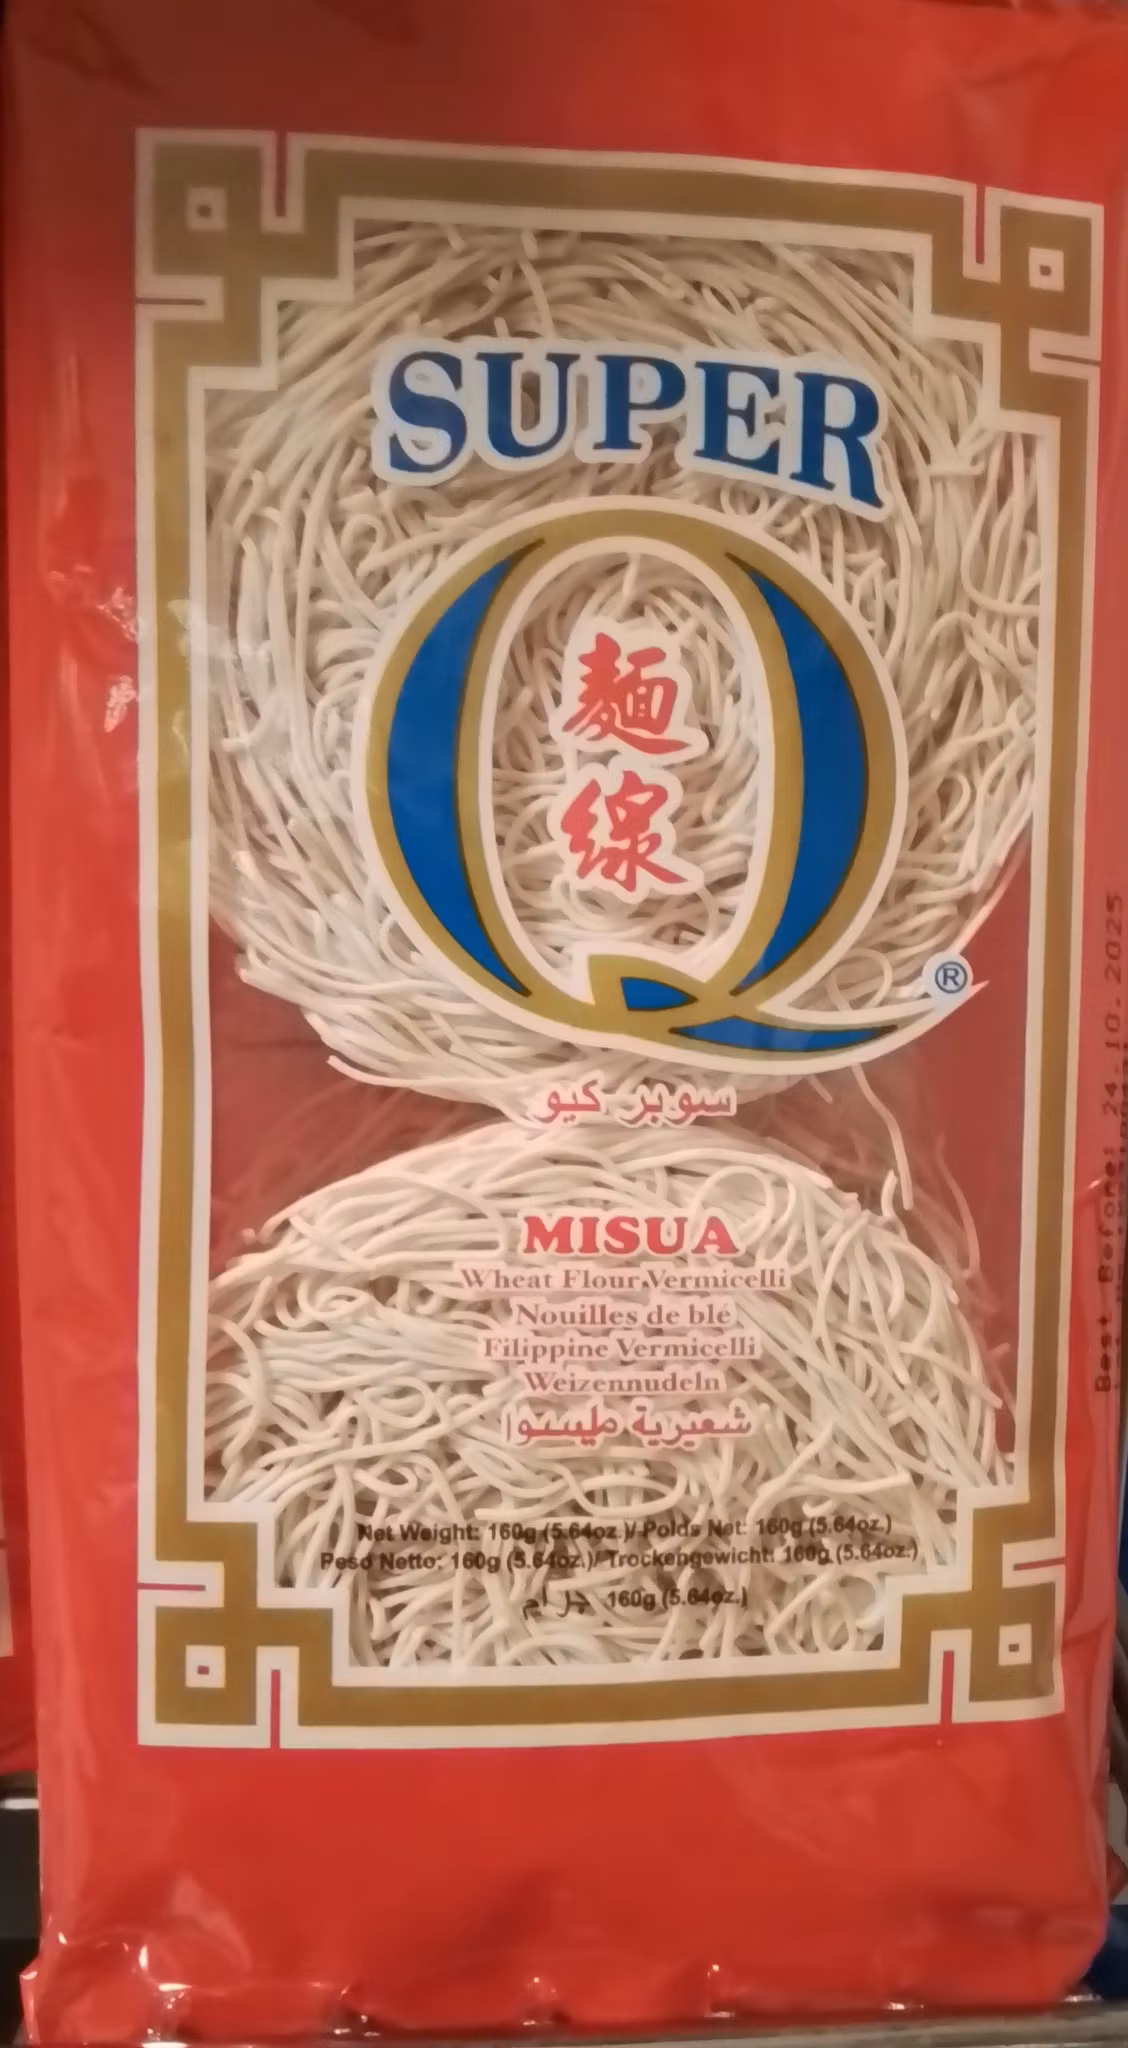 SUPER
Q
麵
線
®
سوبر كيو
MISUA
Wheat Flour Vermicelli
Nouilles de blé
Filippine Vermicelli
Weizennudeln
شعيرية ميسوا
Net Weight: 160g (5.64oz.)/ Polds Net: 160g (5.64oz.)
Peso Netto: 160g (5.64oz.)/ Trockengewicht: 160g (5.64oz.)
جرام 160g (5.64oz.)
Best Before: 24.10.2025